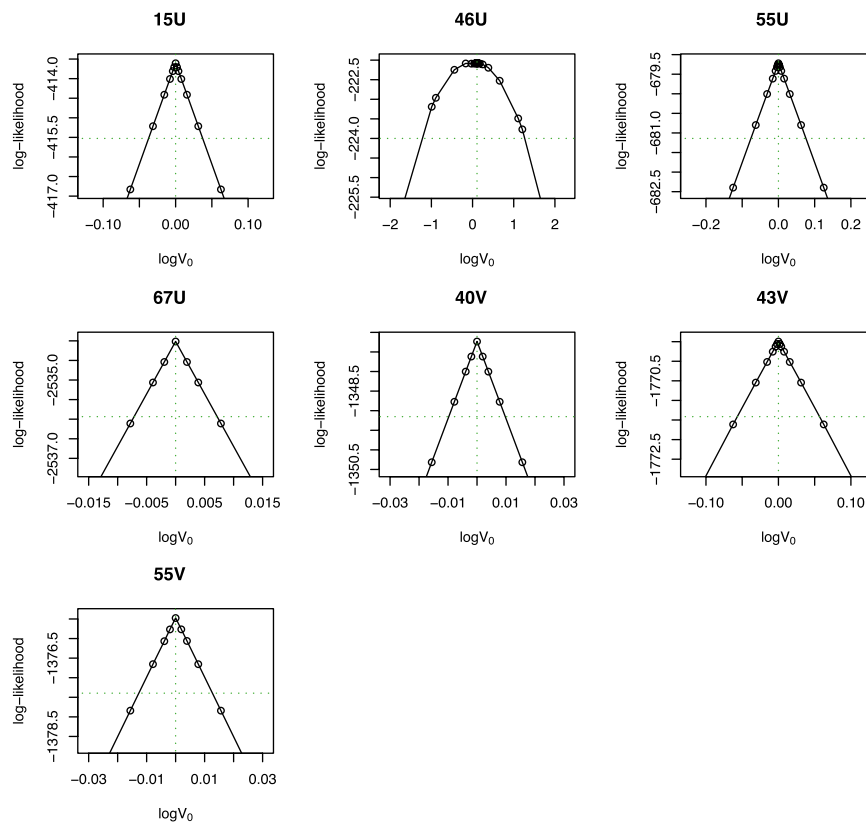 15U
log−likelihood
−417.0
−415.5
−414.0
−0.10
0.00
0.10
logV0
46U
log−likelihood
−225.5
−224.0
−222.5
−2
−1
0
1
2
logV0
55U
log−likelihood
−682.5
−681.0
−679.5
−0.2
0.0
0.1
0.2
logV0
67U
log−likelihood
−2537.0
−2535.0
−0.015
−0.005
0.005
0.015
logV0
40V
log−likelihood
−1350.5
−1348.5
−0.03
−0.01
0.01
0.03
logV0
43V
log−likelihood
−1772.5
−1770.5
−0.10
0.00
0.10
logV0
55V
log−likelihood
−1378.5
−1376.5
−0.03
−0.01
0.01
0.03
logV0